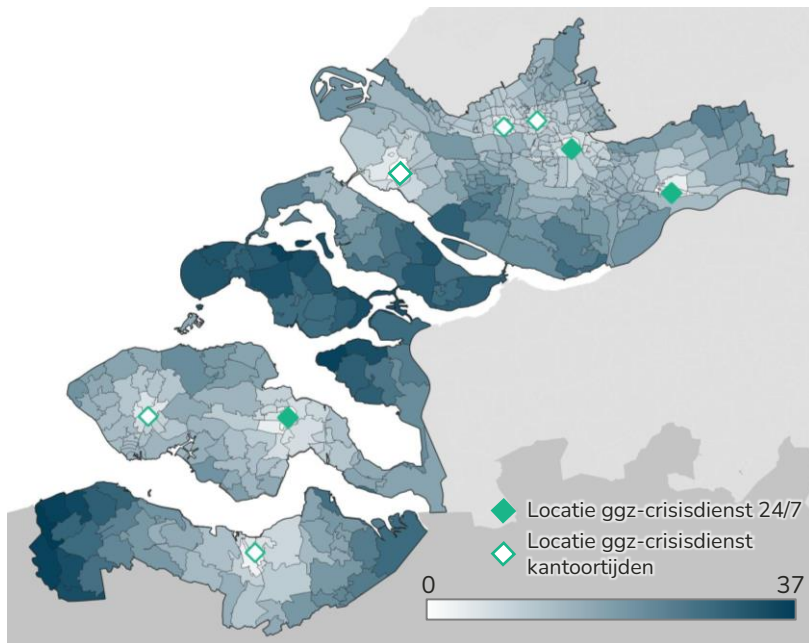 Locatie ggz-crisisdienst 24/7
Locatie ggz-crisisdienst
kantoortijden
0 37